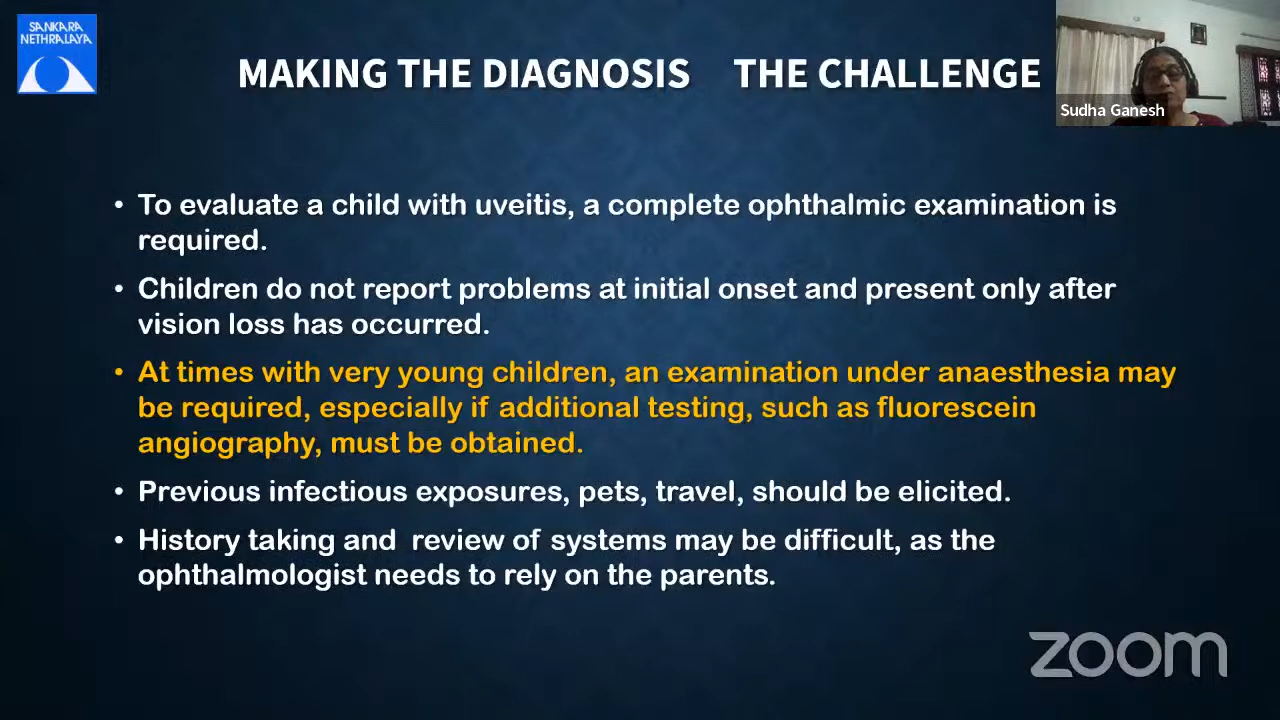 SANKARA
NETHRALAYA
MAKING THE DIAGNOSIS THE CHALLENGE
Sudha Ganesh
• To evaluate a child with uveitis, a complete ophthalmic examination is
required.
• Children do not report problems at initial onset and present only after
vision loss has occurred.
• At times with very young children, an examination under anaesthesia may
be required, especially if additional testing, such as fluorescein
angiography, must be obtained.
• Previous infectious exposures, pets, travel, should be elicited.
• History taking and review of systems may be difficult, as the
ophthalmologist needs to rely on the parents.
zoom